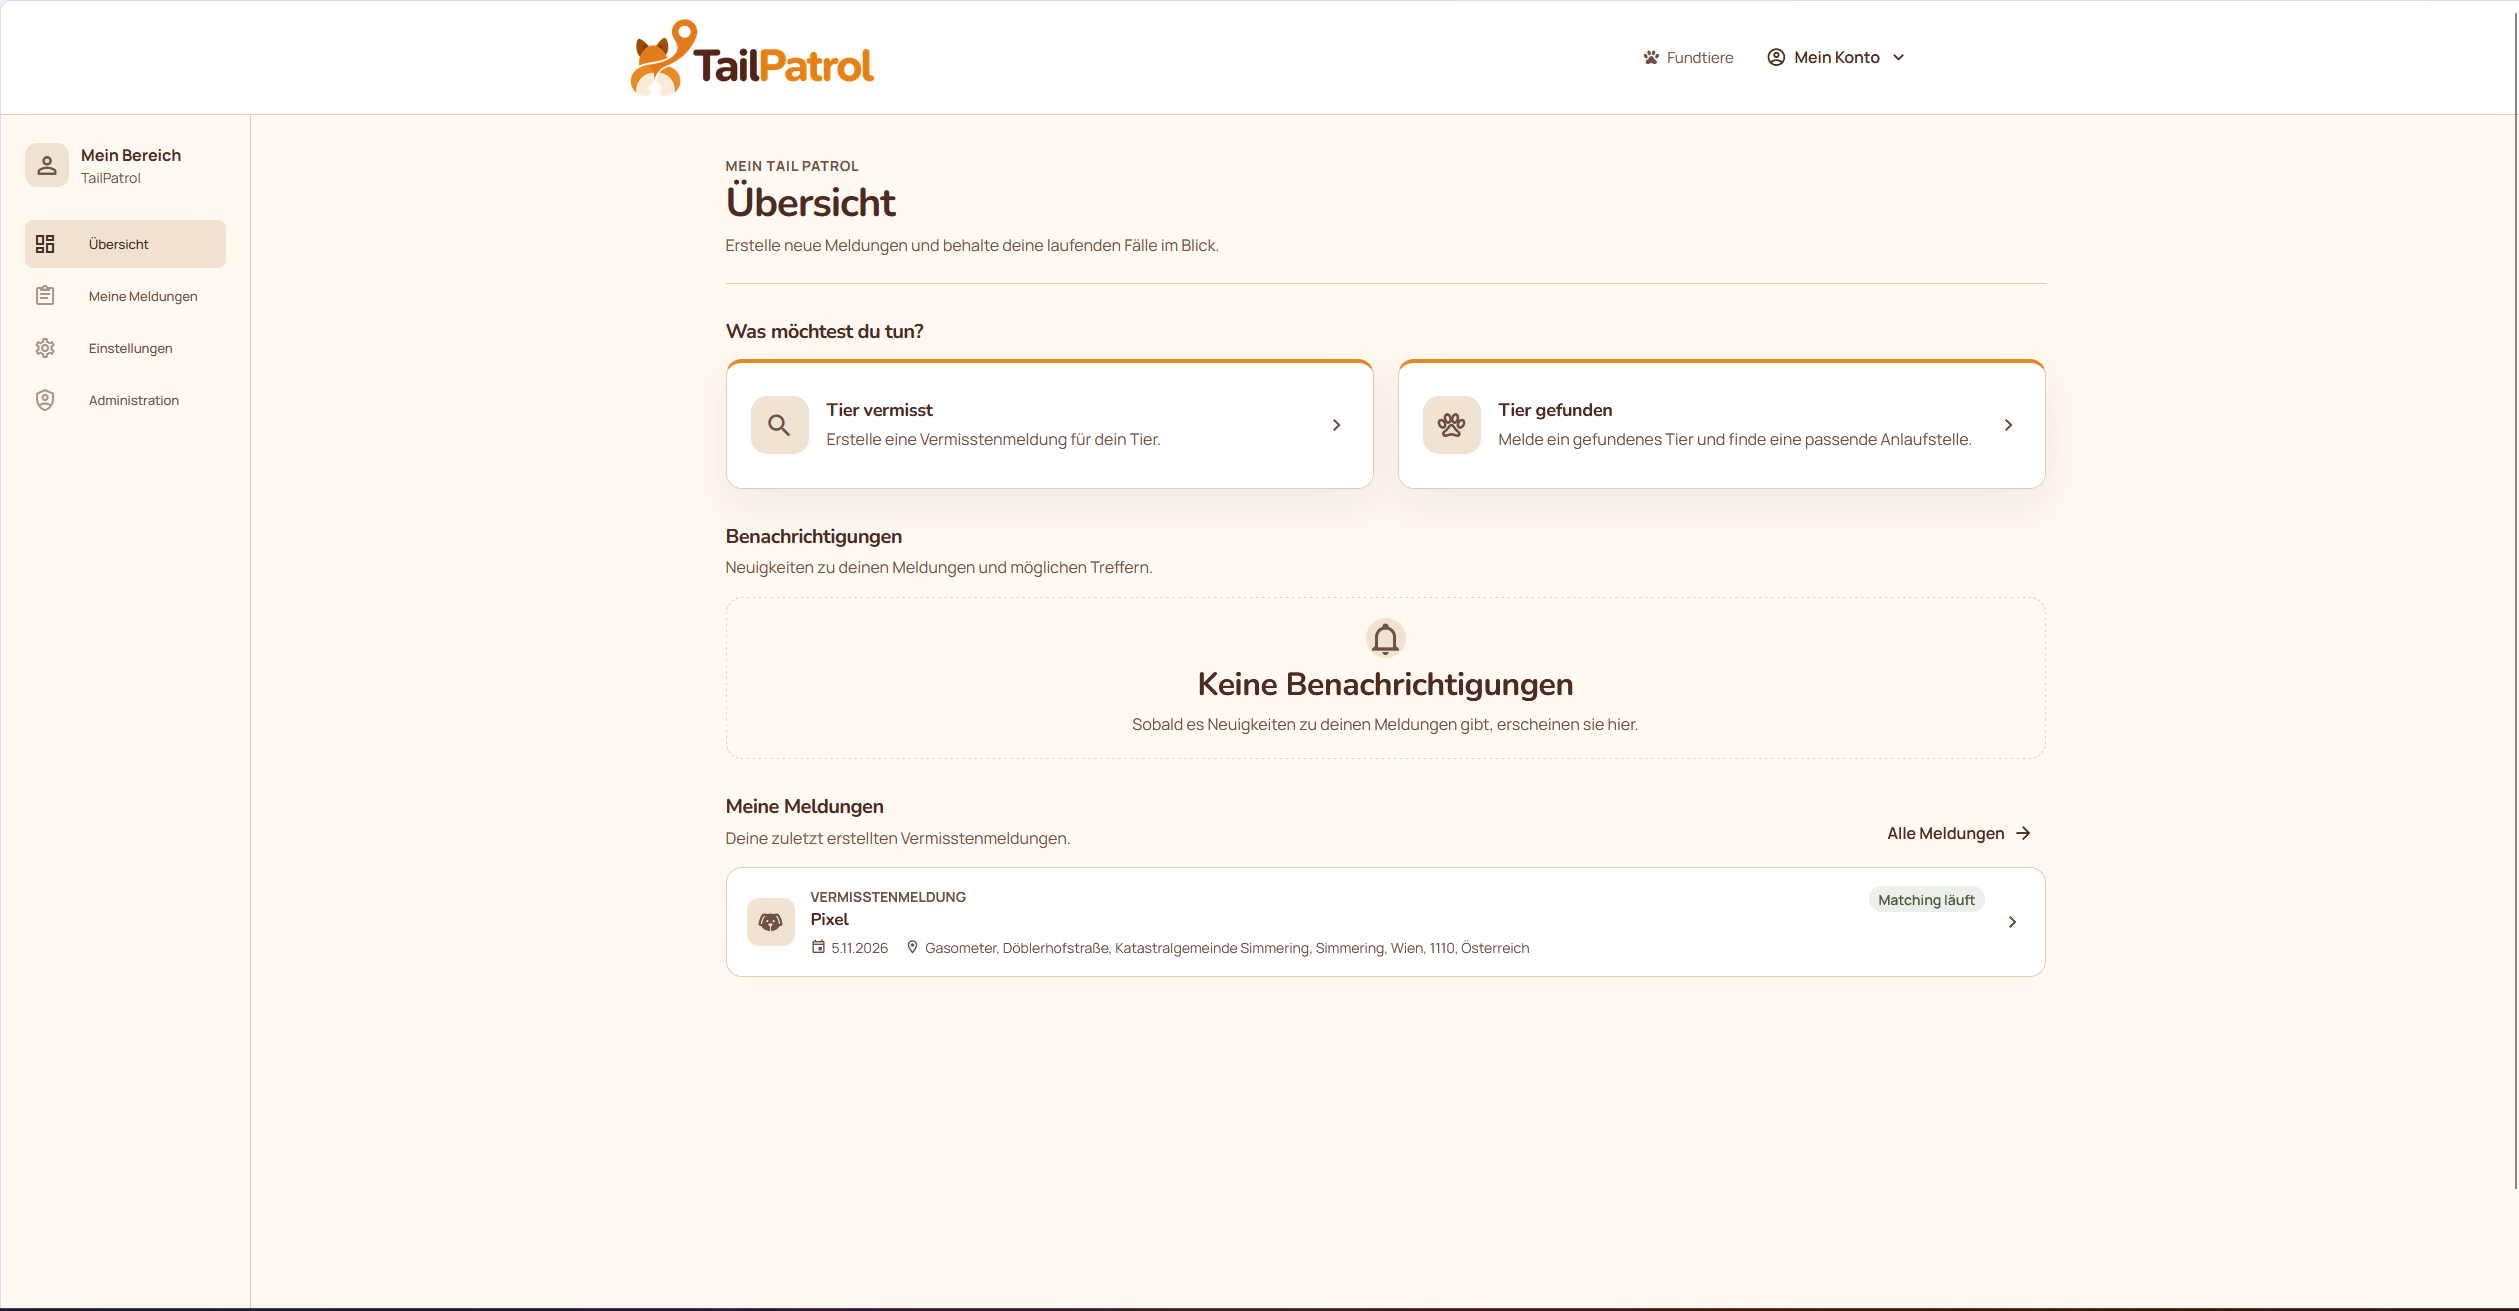 TailPatrol
Fundtiere
Mein Konto
Mein Bereich
TailPatrol
Übersicht
Meine Meldungen
Einstellungen
Administration
MEIN TAIL PATROL
Übersicht
Erstelle neue Meldungen und behalte deine laufenden Fälle im Blick.
Was möchtest du tun?
Tier vermisst
Erstelle eine Vermisstenmeldung für dein Tier.
Tier gefunden
Melde ein gefundenes Tier und finde eine passende Anlaufstelle.
Benachrichtigungen
Neuigkeiten zu deinen Meldungen und möglichen Treffern.
Keine Benachrichtigungen
Sobald es Neuigkeiten zu deinen Meldungen gibt, erscheinen sie hier.
Meine Meldungen
Deine zuletzt erstellten Vermisstenmeldungen.
Alle Meldungen
VERMISSTENMELDUNG
Pixel
Matching läuft
5.11.2026 Gasometer, Döblerhofstraße, Katastralgemeinde Simmering, Simmering, Wien, 1110, Österreich